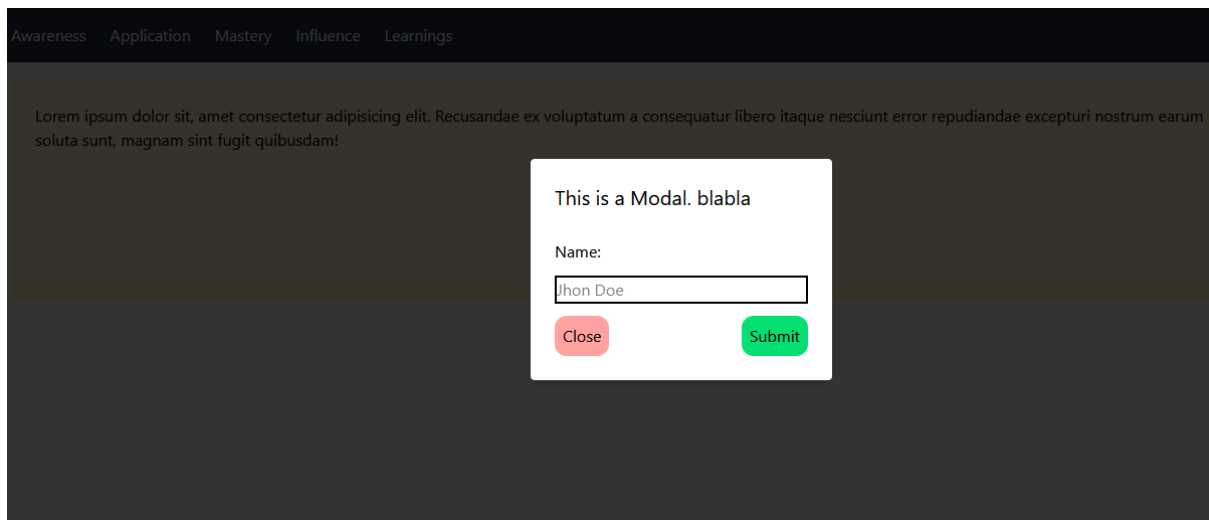 Awareness Application Mastery Influence Learnings
Lorem ipsum dolor sit, amet consectetur adipisicing elit. Recusandae ex voluptatum a consequatur libero itaque nesciunt error repudiandae excepturi nostrum earum
soluta sunt, magnam sint fugit quibusdam!
This is a Modal. blabla
Name:
Jhon Doe
Close Submit